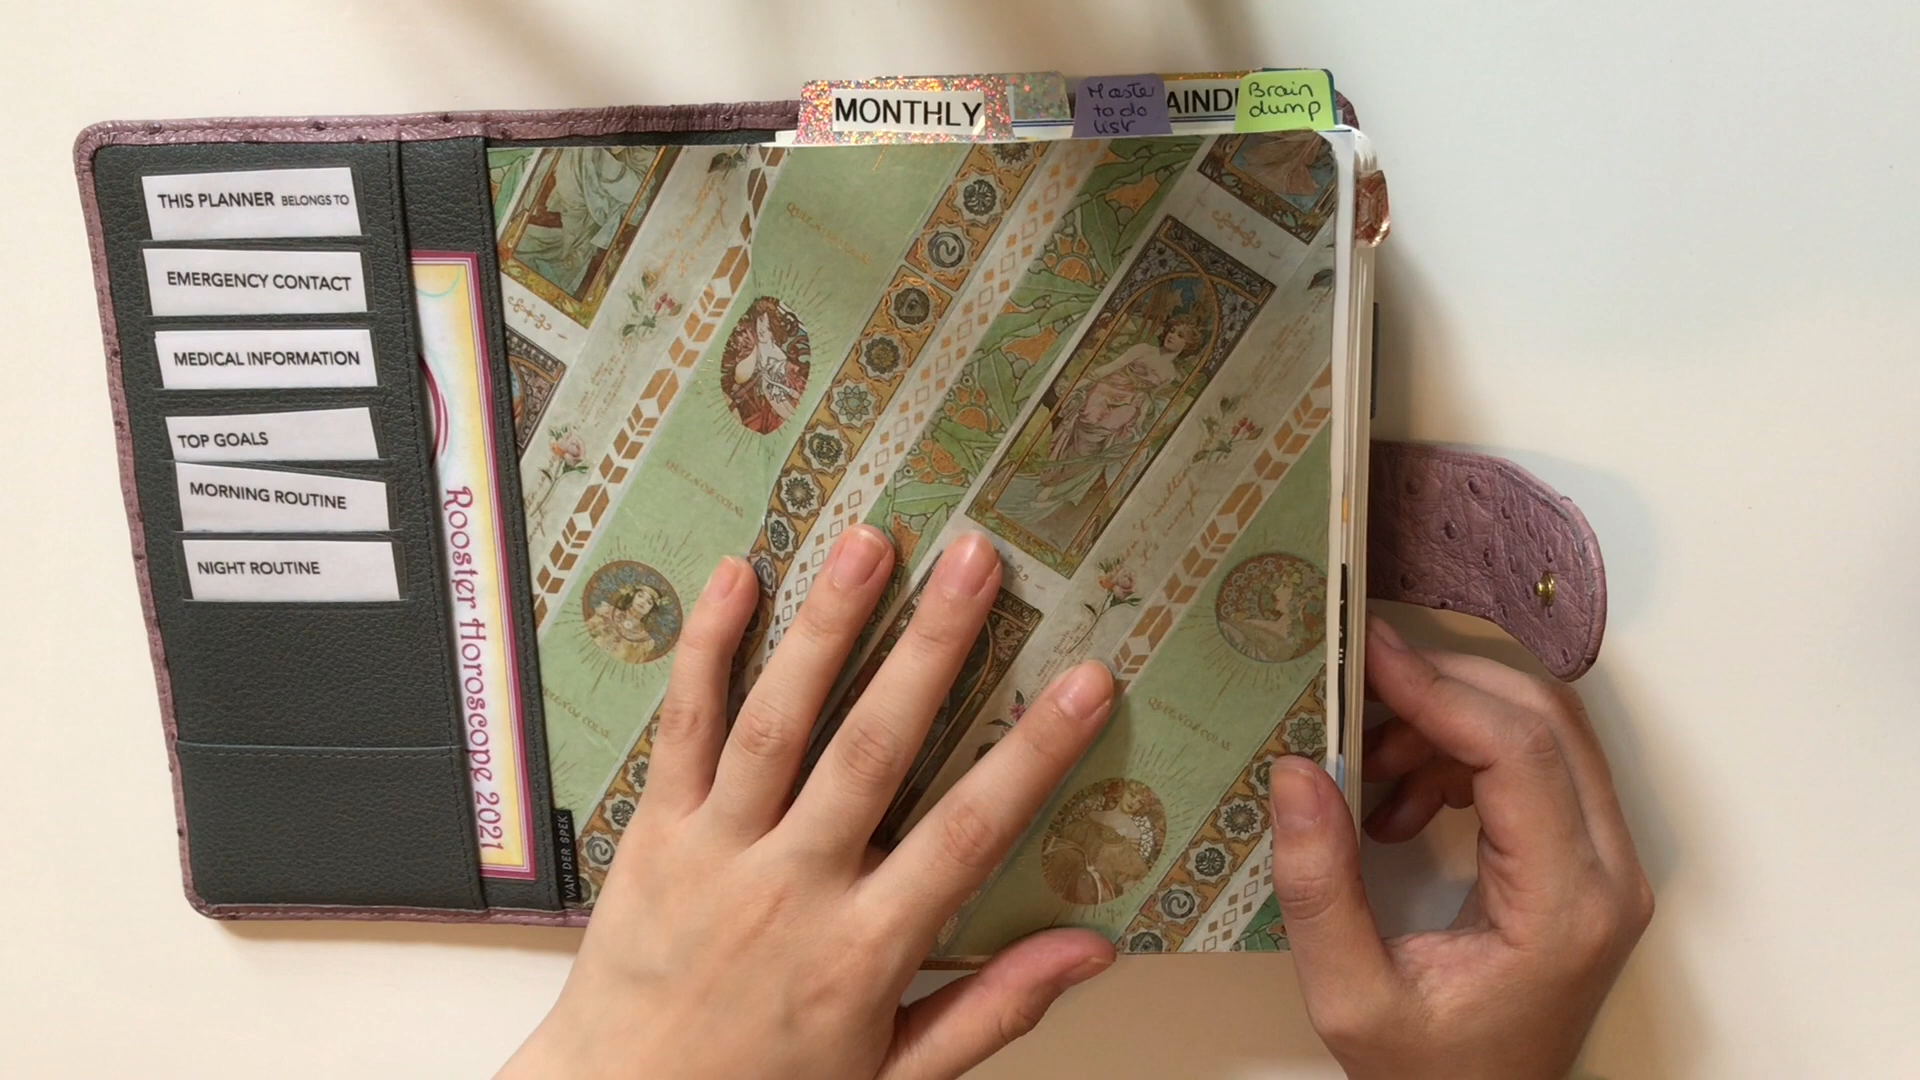 MONTHLY
Master
to do
list
AIND
Brain
dump
THIS PLANNER BELONGS TO
EMERGENCY CONTACT
MEDICAL INFORMATION
TOP GOALS
MORNING ROUTINE
NIGHT ROUTINE
Rooster Horoscope 2021
VAN DER SPEK